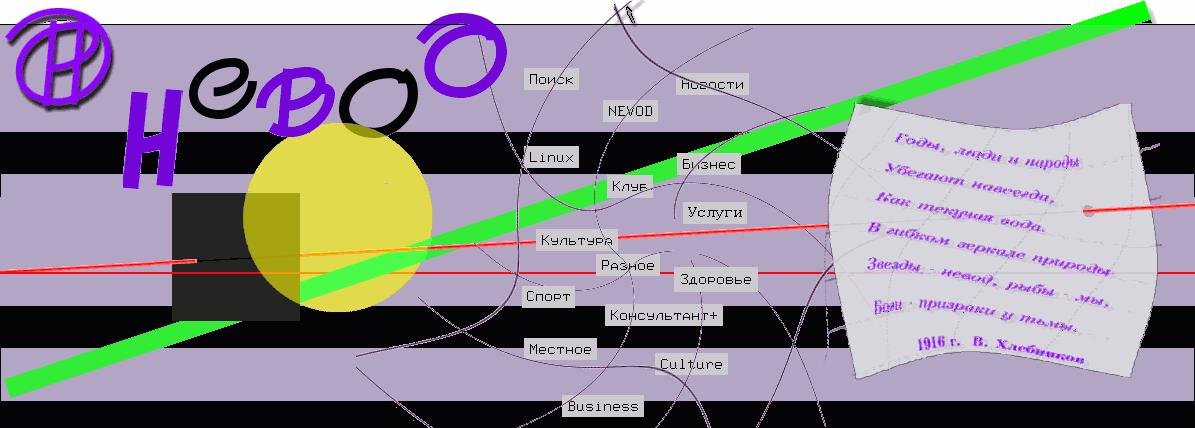 Н
НеВОО
Поиск
Новости
NEVOD
Linux
Бизнес
Клуб
Услуги
Культура
Разное
Здоровье
Спорт
Консультант+
Местное
Culture
Business
Годы, люди и народы
Убегают навсегда,
Как текучая вода.
В гибком зеркале природы
Звезды - невод, рыбы - мы,
Боги - призраки у тьмы.
1916 г. В. Хлебников